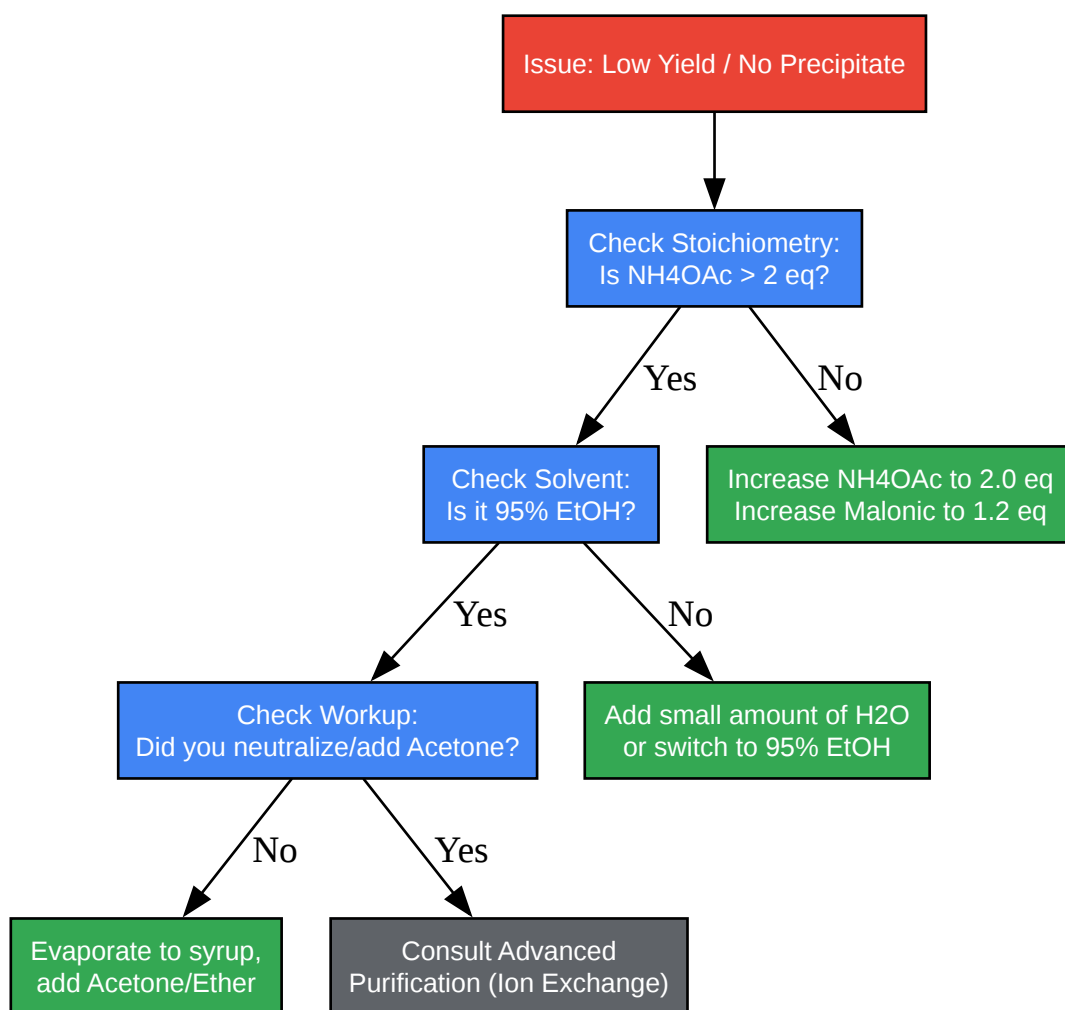 Issue: Low Yield / No Precipitate
Check Stoichiometry:
Is NH4OAc > 2 eq?
Yes
No
Check Solvent:
Is it 95% EtOH?
Increase NH4OAc to 2.0 eq
Increase Malonic to 1.2 eq
Yes
No
Check Workup:
Did you neutralize/add Acetone?
Add small amount of H2O
or switch to 95% EtOH
No
Yes
Evaporate to syrup,
add Acetone/Ether
Consult Advanced
Purification (Ion Exchange)